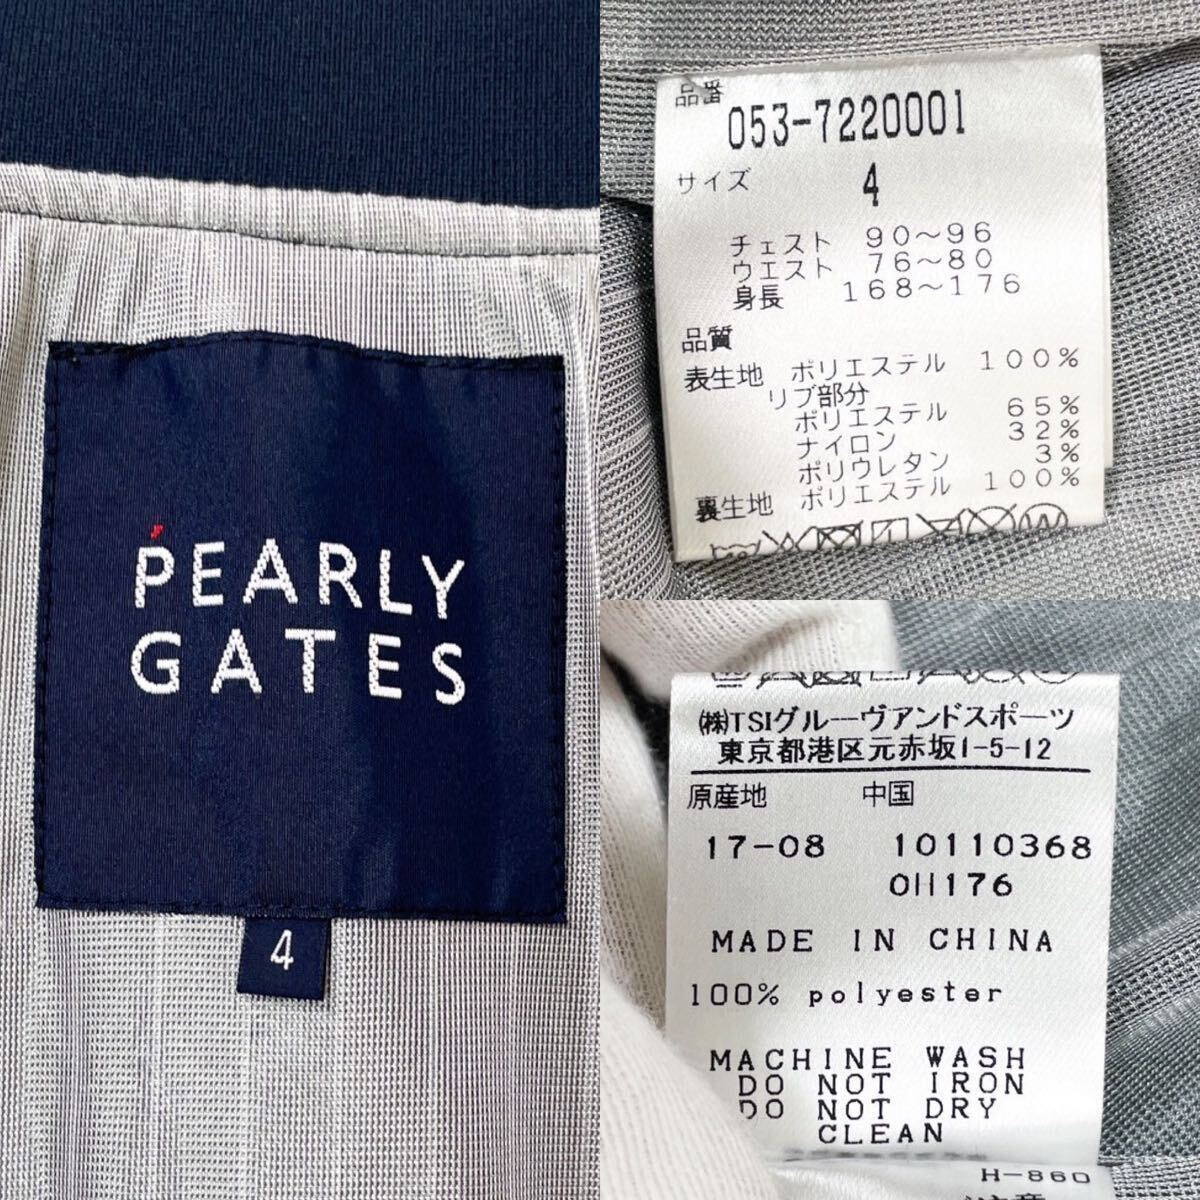 PEARLY
GATES
4
品番
053-7220001
サイズ 4
チェスト 90～96
ウエスト 76～80
身長 168～176
品質
表生地 ポリエステル 100%
リブ部分
ポリエステル 65%
ナイロン 32%
ポリウレタン 3%
裏生地 ポリエステル 100%
㈱TSIグルーヴアンドスポーツ
東京都港区元赤坂1-5-12
原産地 中国
17-08 10110368
0H176
MADE IN CHINA
100% polyester
MACHINE WASH
DO NOT IRON
DO NOT DRY
CLEAN
H-860